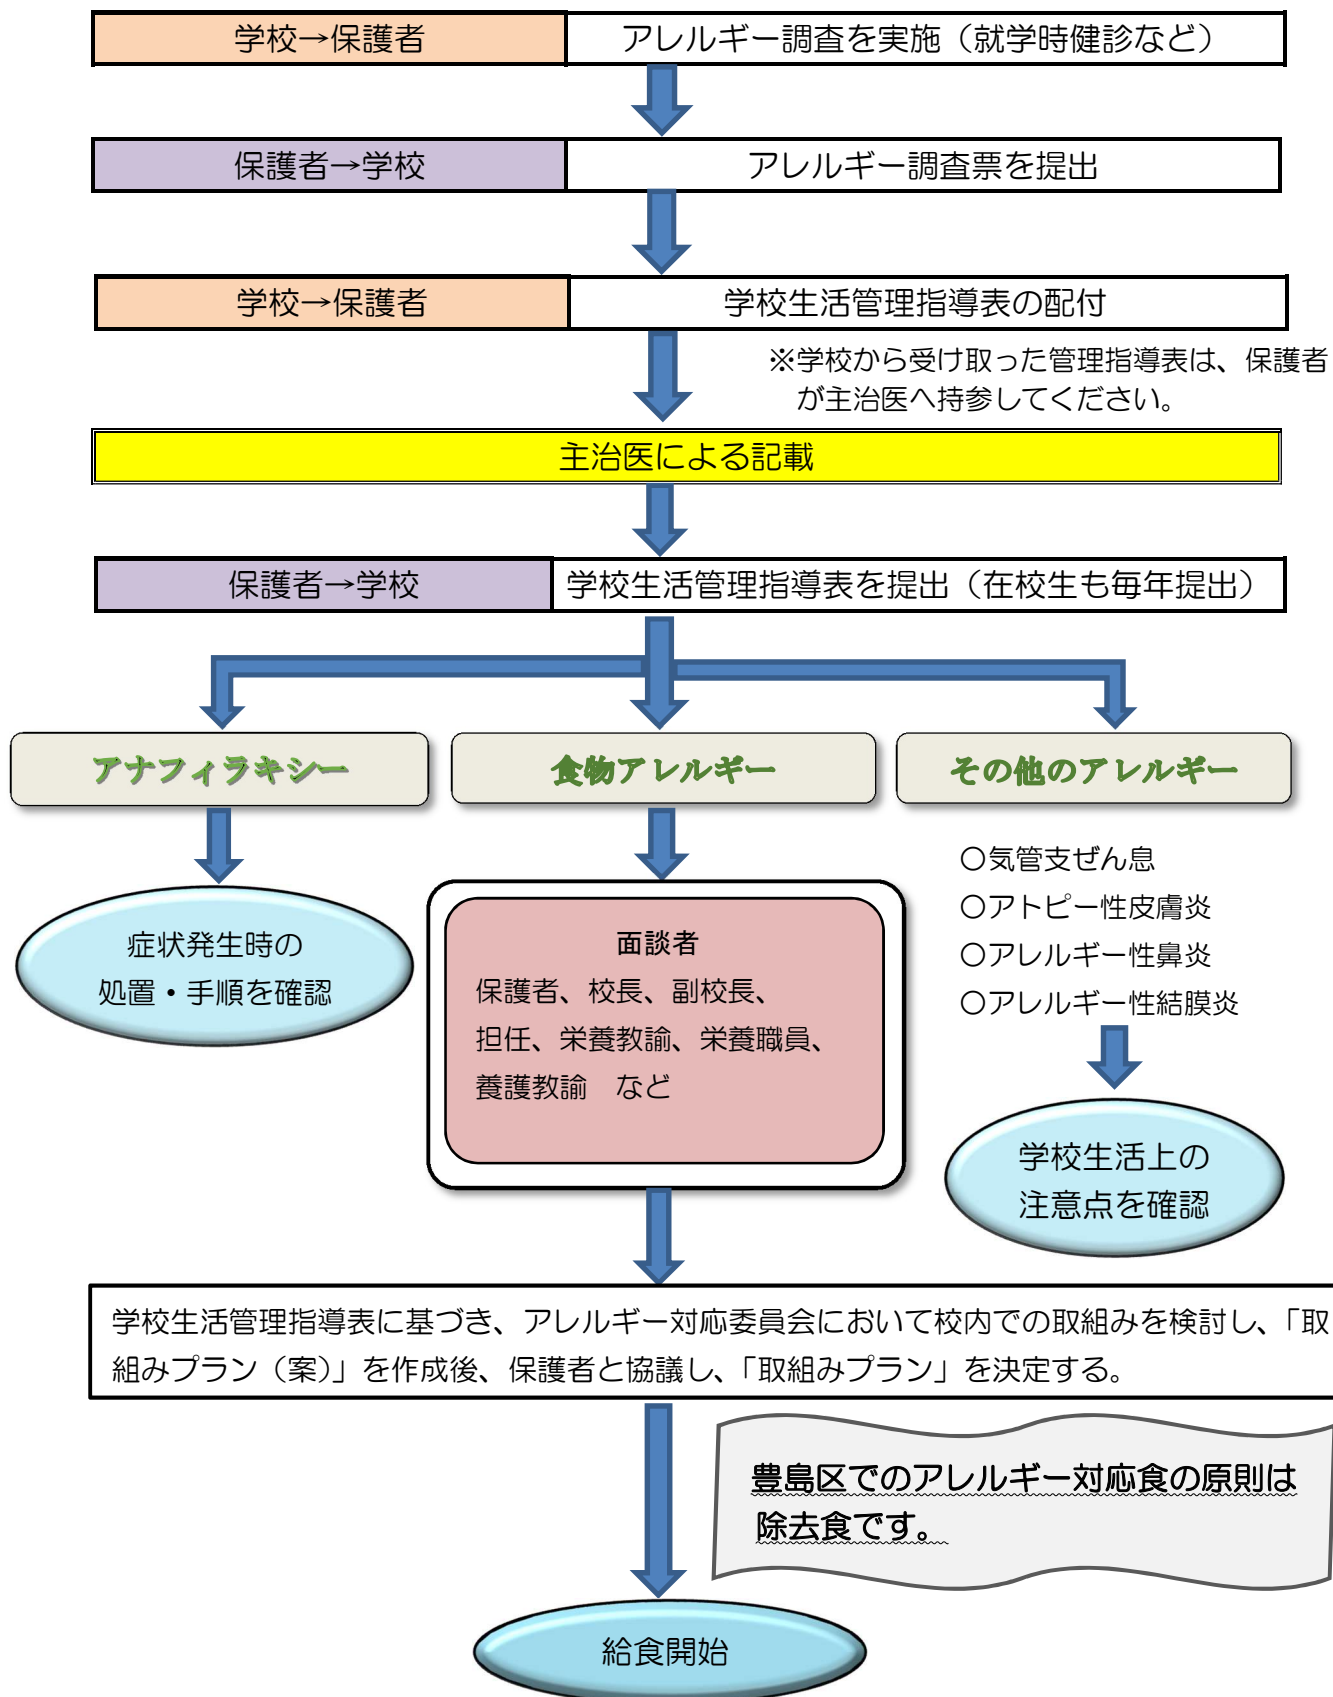 学校→保護者
アレルギー調査を実施（就学時健診など）
保護者→学校
アレルギー調査票を提出
学校→保護者
学校生活管理指導表の配付
※学校から受け取った管理指導表は、保護者
が主治医へ持参してください。
主治医による記載
保護者→学校
学校生活管理指導表を提出（在校生も毎年提出）
アナフィラキシー
食物アレルギー
その他のアレルギー
症状発生時の
処置・手順を確認
面談者
保護者、校長、副校長、
担任、栄養教諭、栄養職員、
養護教諭　など
○気管支ぜん息
○アトピー性皮膚炎
○アレルギー性鼻炎
○アレルギー性結膜炎
学校生活上の
注意点を確認
学校生活管理指導表に基づき、アレルギー対応委員会において校内での取組みを検討し、「取
組みプラン（案）」を作成後、保護者と協議し、「取組みプラン」を決定する。
豊島区でのアレルギー対応食の原則は
除去食です。
給食開始